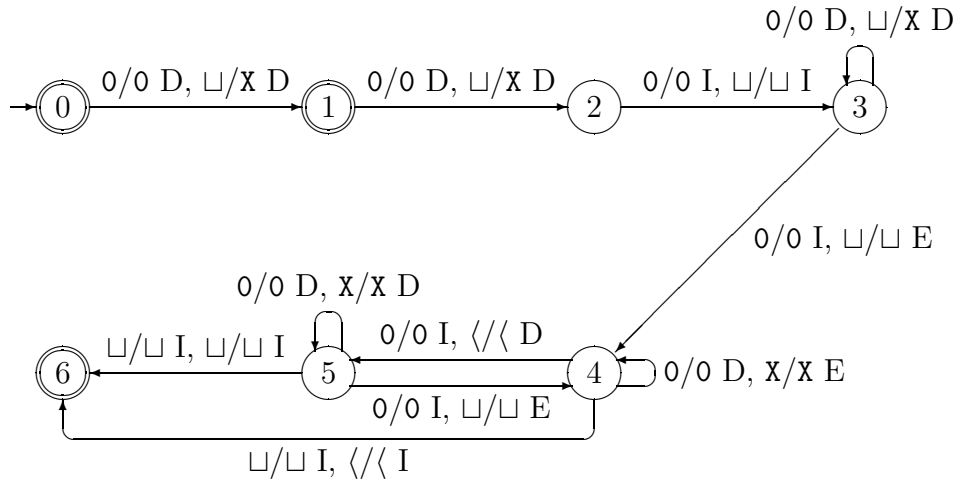 0/0 D, ⊔/X D
0/0 D, ⊔/X D 0/0 D, ⊔/X D 0/0 I, ⊔/⊔ I
0 1 2 3
0/0 I, ⊔/⊔ E
0/0 D, X/X D
⊔/⊔ I, ⊔/⊔ I 0/0 I, ⟨/⟨ D
6 5 4 0/0 D, X/X E
0/0 I, ⊔/⊔ E
⊔/⊔ I, ⟨/⟨ I